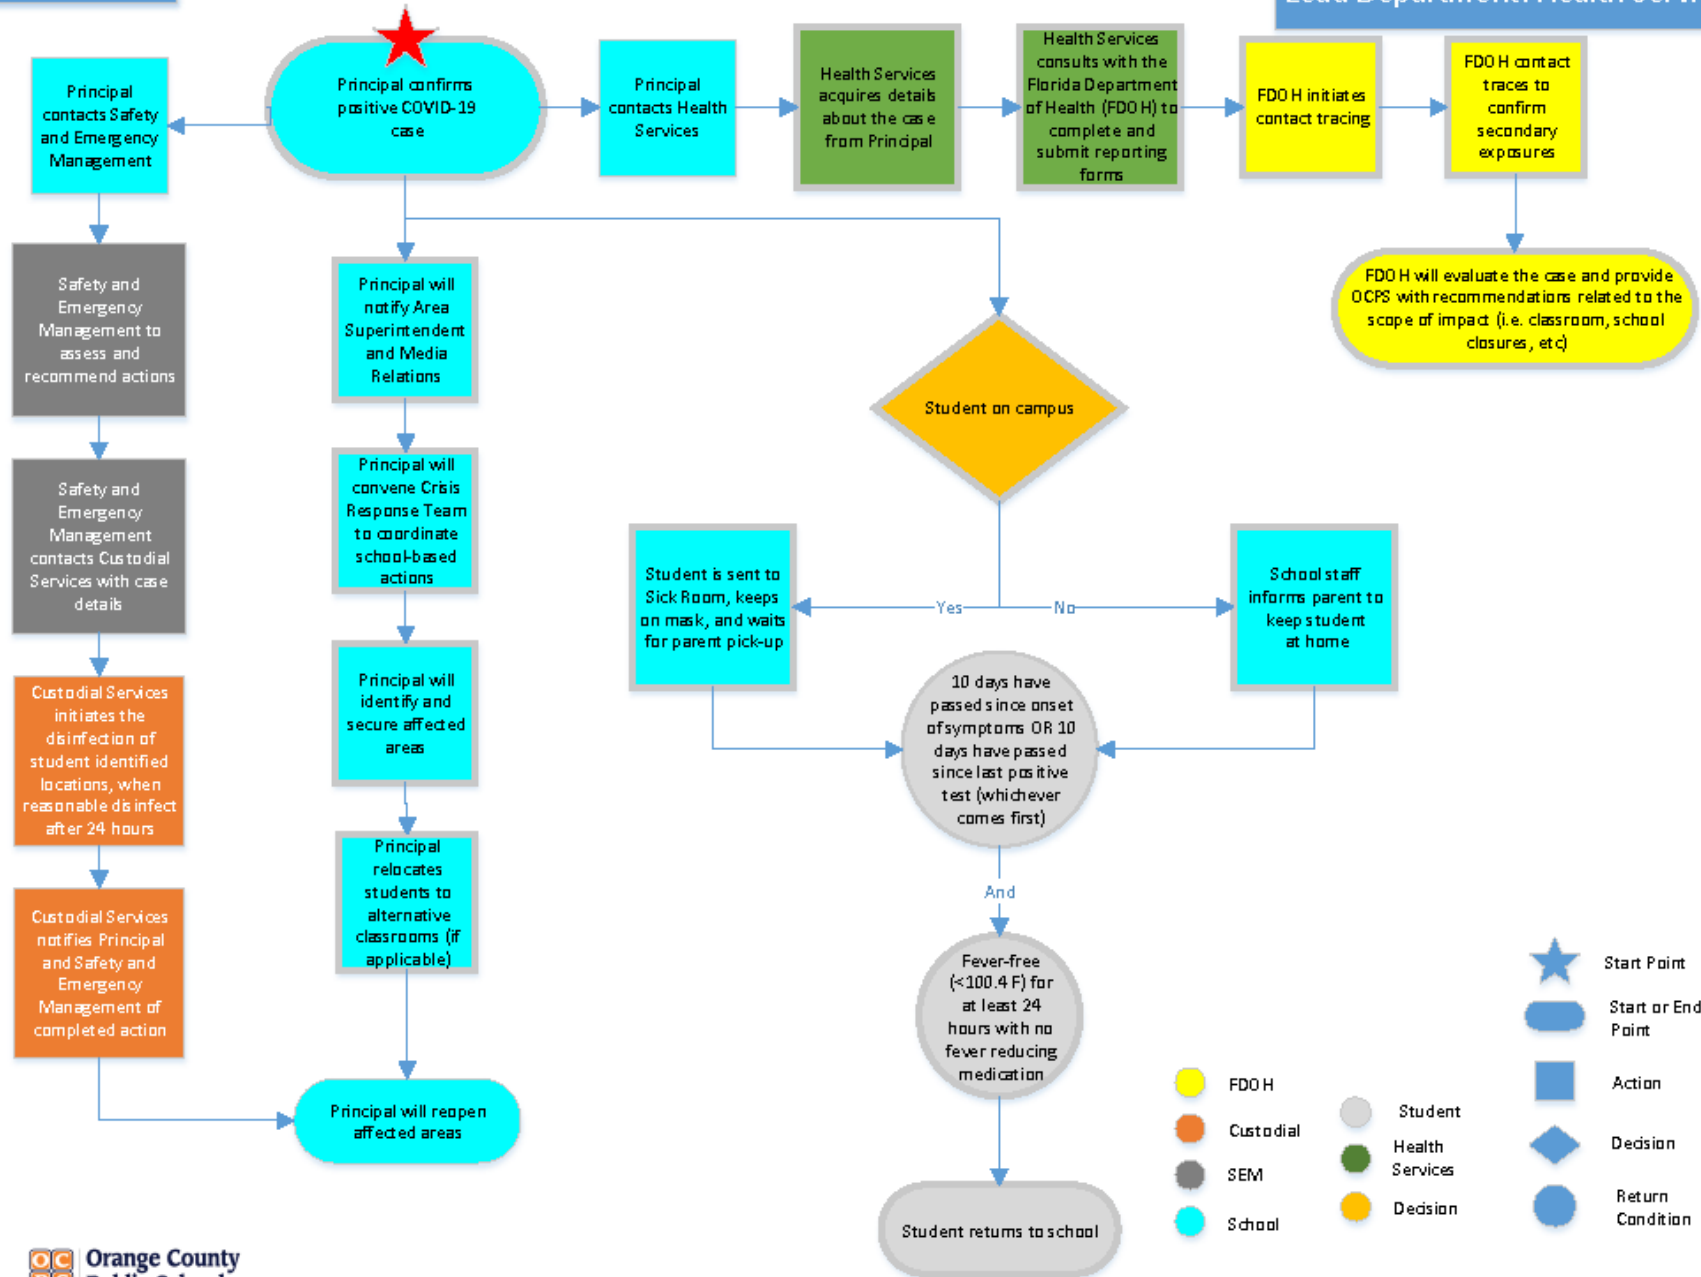 Principal
contacts Safety
and Emergency
Management
Principal confirms
positive COVID-19
case
Principal
contacts Health
Services
Health Services
acquires details
about the case
from Principal
Health Services
consults with the
Florida Department
of Health (FDOH) to
complete and
submit reporting
forms
FDOH initiates
contact tracing
FDOH contact
traces to
confirm
secondary
exposures
FDOH will evaluate the case and provide
OCPS with recommendations related to the
scope of impact (i.e. classroom, school
closures, etc)
Safety and
Emergency
Management to
assess and
recommend actions
Safety and
Emergency
Management
contacts Custodial
Services with case
details
Custodial Services
initiates the
disinfection of
student identified
locations, when
reasonable disinfect
after 24 hours
Custodial Services
notifies Principal
and Safety and
Emergency
Management of
completed action
Principal will
notify Area
Superintendent
and Media
Relations
Principal will
convene Crisis
Response Team
to coordinate
school-based
actions
Principal will
identify and
secure affected
areas
Principal
relocates
students to
alternative
classrooms (if
applicable)
Principal will reopen
affected areas
Student on campus
Yes
No
Student is sent to
Sick Room, keeps
on mask, and waits
for parent pick-up
School staff
informs parent to
keep student
at home
10 days have
passed since onset
of symptoms OR 10
days have passed
since last positive
test (whichever
comes first)
And
Fever-free
(<100.4 F) for
at least 24
hours with no
fever reducing
medication
Student returns to school
FDOH
Custodial
SEM
School
Student
Health
Services
Decision
Start Point
Start or End
Point
Action
Decision
Return
Condition
OC
Orange County